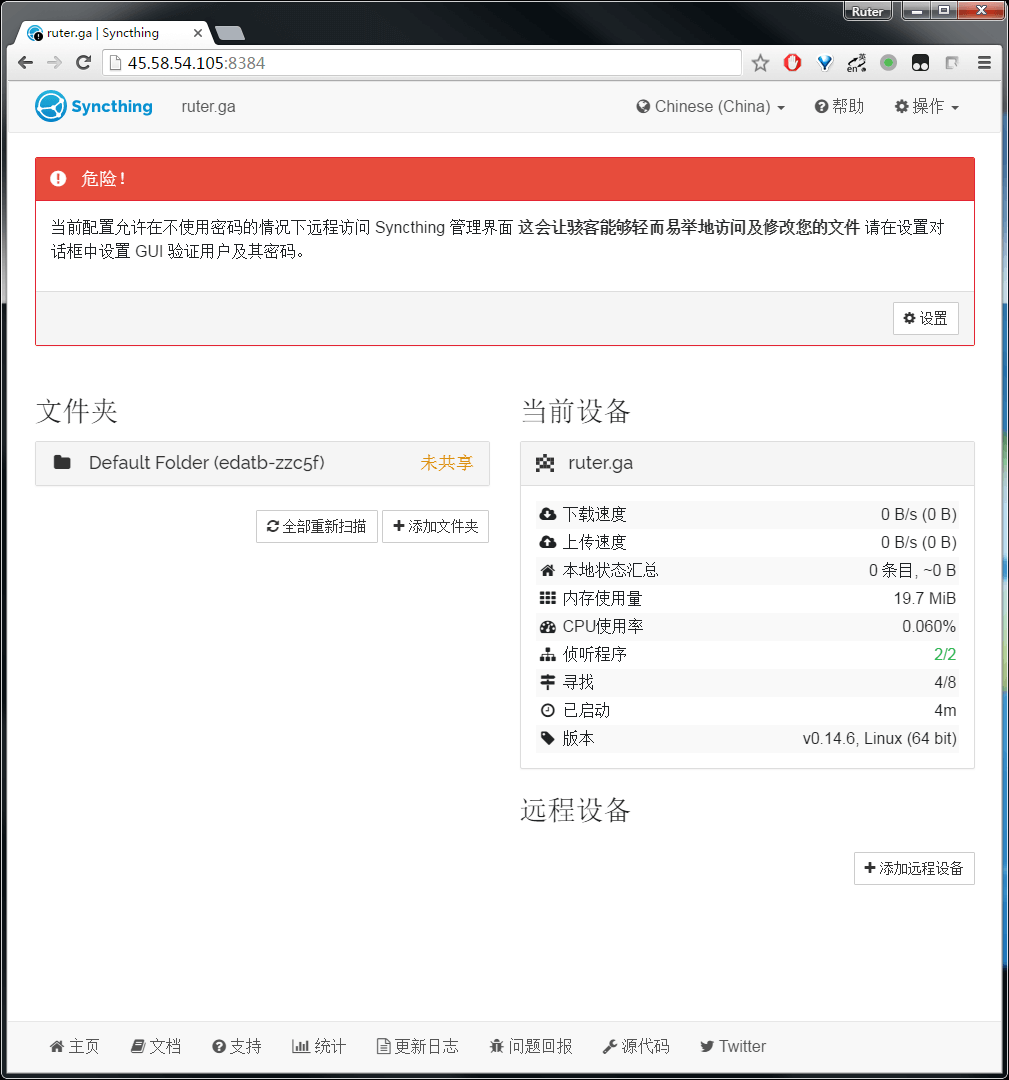 Ruter
ruter.ga | Syncthing
45.58.54.105:8384
英
en
Syncthing ruter.ga Chinese (China) 帮助 操作
危险！
当前配置允许在不使用密码的情况下远程访问 Syncthing 管理界面 这会让骇客能够轻而易举地访问及修改您的文件 请在设置对
话框中设置 GUI 验证用户及其密码。
设置
文件夹
Default Folder (edatb-zzc5f) 未共享
全部重新扫描 添加文件夹
当前设备
ruter.ga
下载速度 0 B/s (0 B)
上传速度 0 B/s (0 B)
本地状态汇总 0 条目, ~0 B
内存使用量 19.7 MiB
CPU使用率 0.060%
侦听程序 2/2
寻找 4/8
已启动 4m
版本 v0.14.6, Linux (64 bit)
远程设备
添加远程设备
主页 文档 支持 统计 更新日志 问题回报 源代码 Twitter